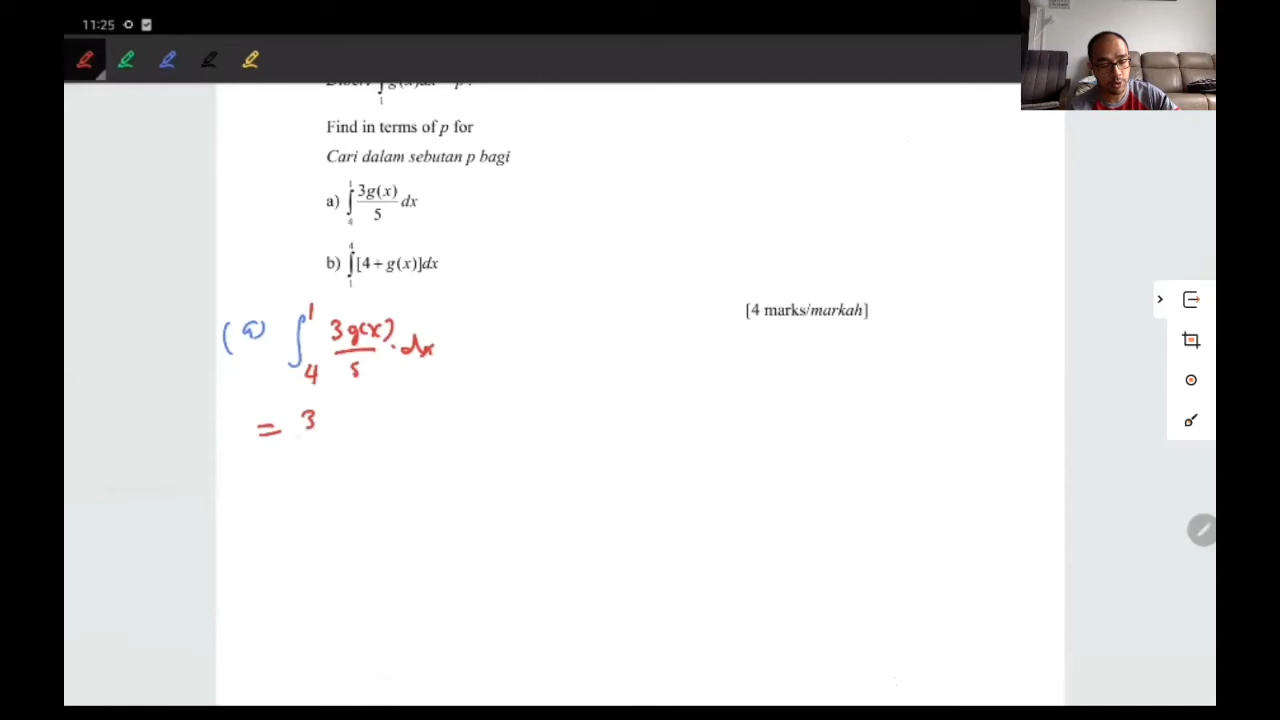 11:25
Find in terms of p for
Cari dalam sebutan p bagi
a) ∫₄¹ 3g(x)/5 dx
b) ∫₁⁴ [4 + g(x)]dx
[4 marks/markah]
(a) ∫₄¹ 3g(x)/5 . dx
= 3